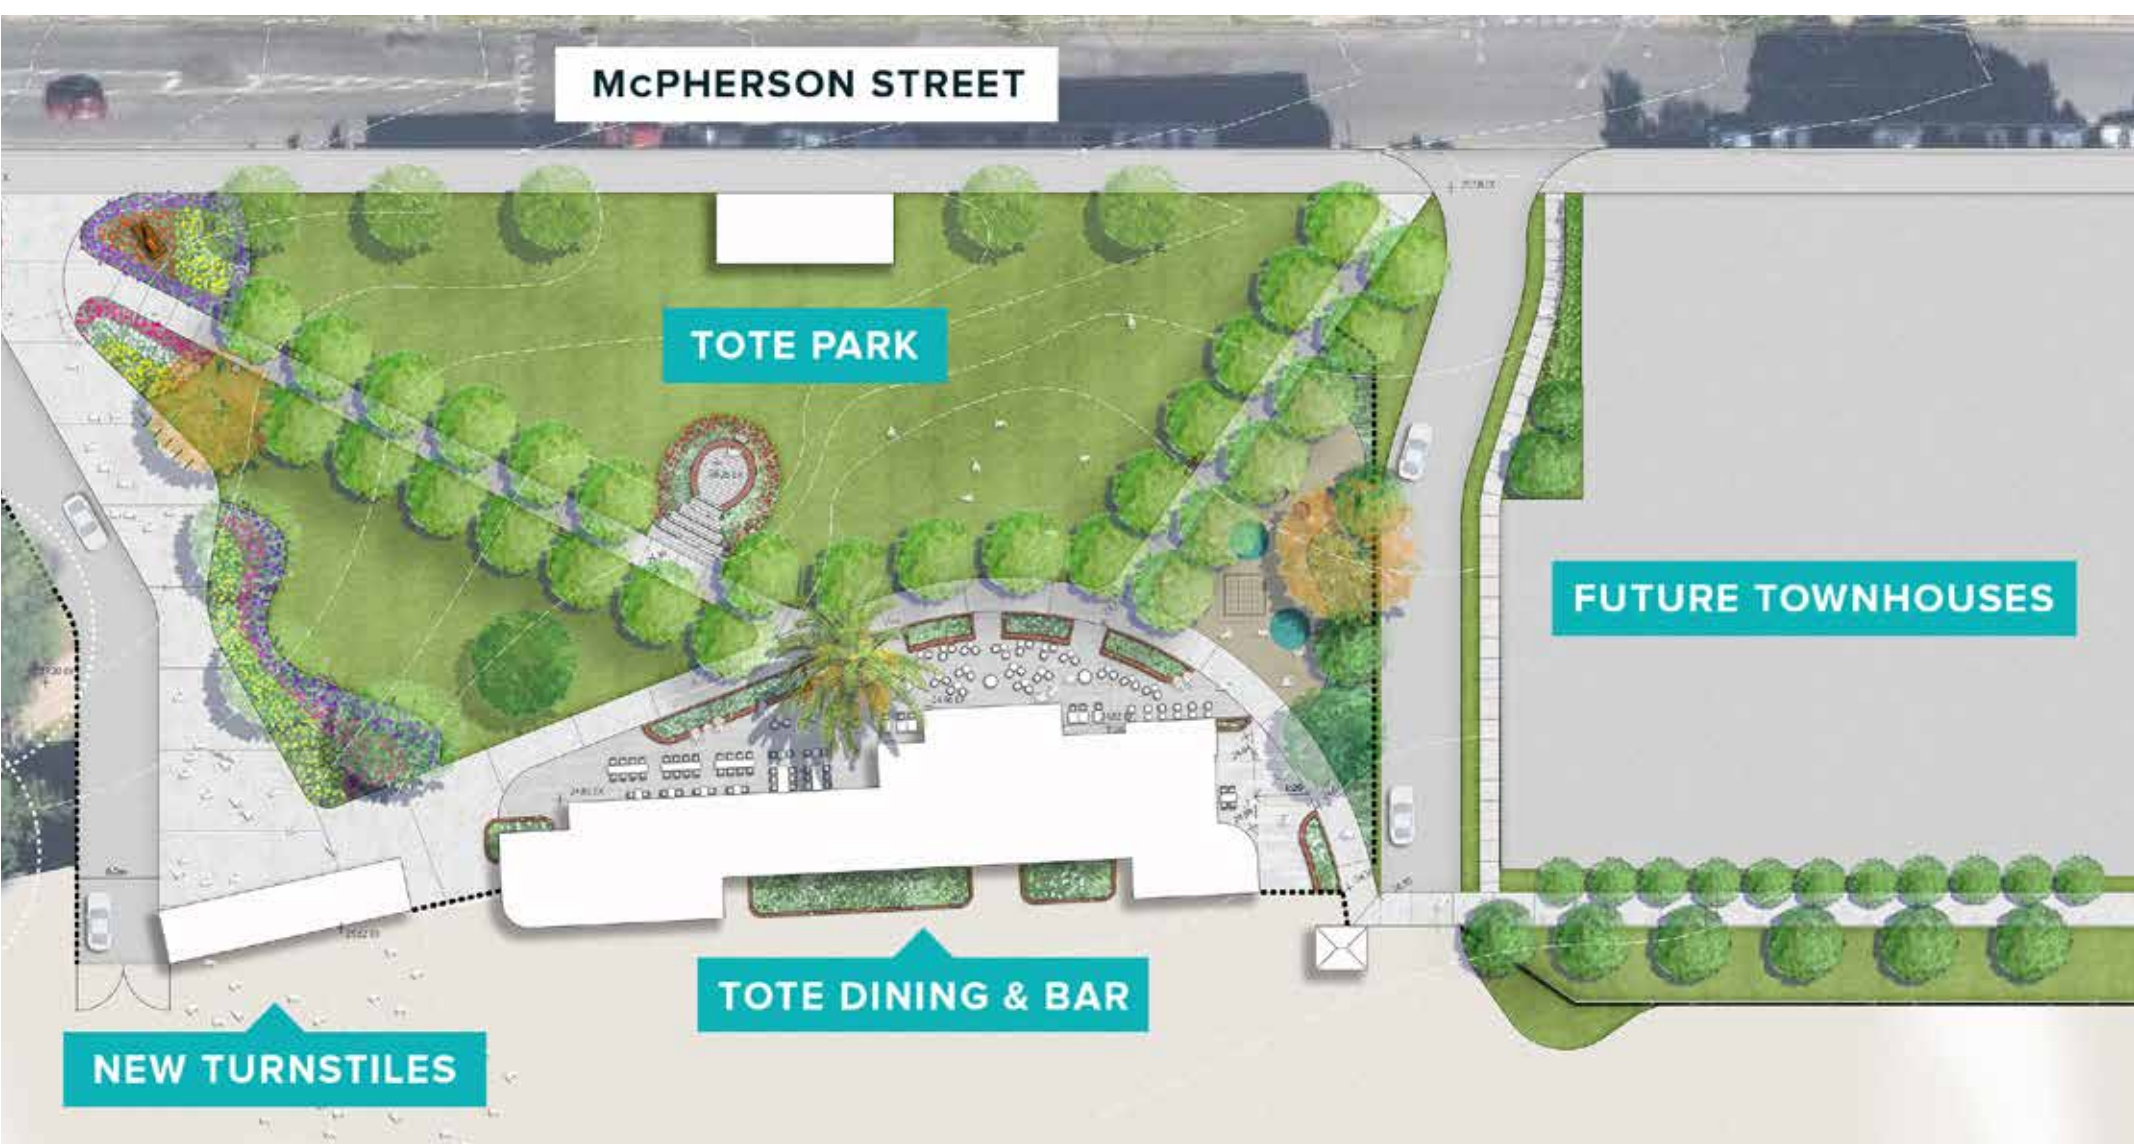 McPHERSON STREET
TOTE PARK
FUTURE TOWNHOUSES
TOTE DINING & BAR
NEW TURNSTILES